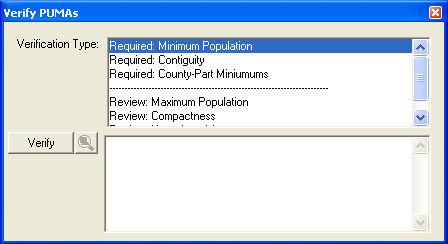 Verify PUMAs
Verification Type:
Required: Minimum Population
Required: Contiguity
Required: County-Part Miniumums
--------------------------------------------------------------------
Review: Maximum Population
Review: Compactness
Verify